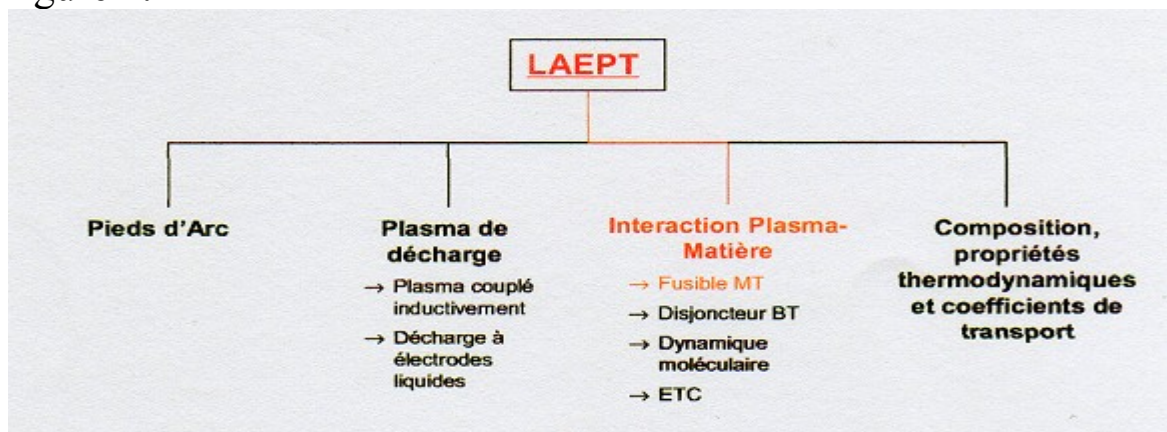 LAEPT
Pieds d'Arc
Plasma de
décharge
→ Plasma couplé
inductivement
→ Décharge à
électrodes
liquides
Interaction Plasma-
Matière
→ Fusible MT
→ Disjoncteur BT
→ Dynamique
moléculaire
→ ETC
Composition,
propriétés
thermodynamiques
et coefficients de
transport